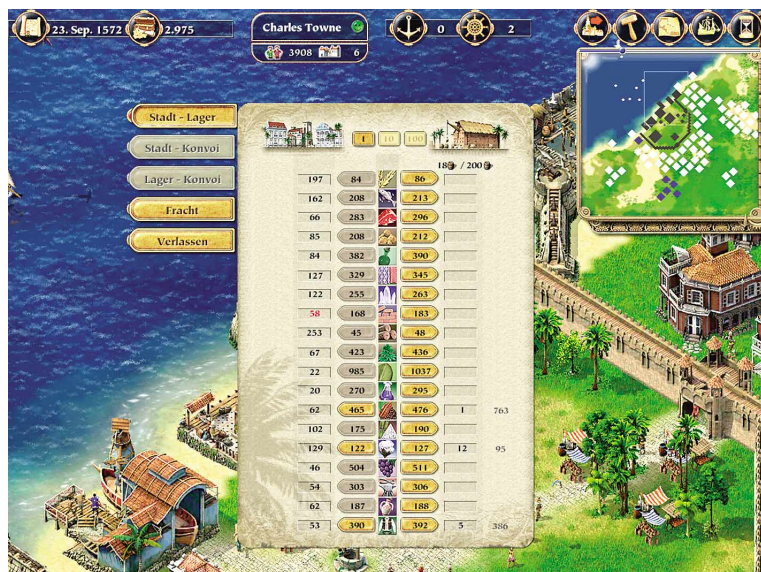 23. Sep. 1572 2.975 Charles Towne 0 2
3908 6
Stadt - Lager
Stadt - Konvoi
Lager - Konvoi
Fracht
Verlassen
1 10 100
18 / 200
197 84 86
162 208 213
66 283 296
85 208 212
84 382 390
127 329 345
122 255 263
58 168 183
253 45 48
67 423 436
22 985 1037
20 270 295
62 465 476 1 763
102 175 190
129 122 127 12 95
46 504 511
54 303 306
62 187 188
53 390 392 5 386